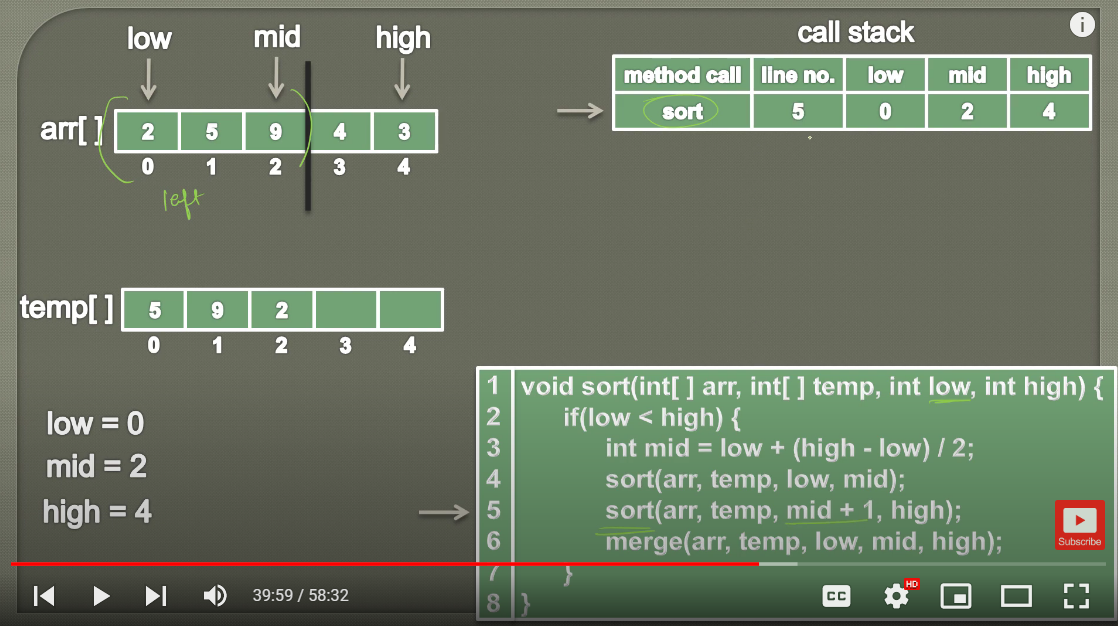 low mid high
arr[ ] 2 5 9 4 3
0 1 2 3 4
left
call stack
method call line no. low mid high
sort 5 0 2 4
temp[ ] 5 9 2
0 1 2 3 4
low = 0
mid = 2
high = 4
1 void sort(int[ ] arr, int[ ] temp, int low, int high) {
2 if(low < high) {
3 int mid = low + (high - low) / 2;
4 sort(arr, temp, low, mid);
5 sort(arr, temp, mid + 1, high);
6 merge(arr, temp, low, mid, high);
7 }
8 }
Subscribe
39:59 / 58:32
CC
HD
i